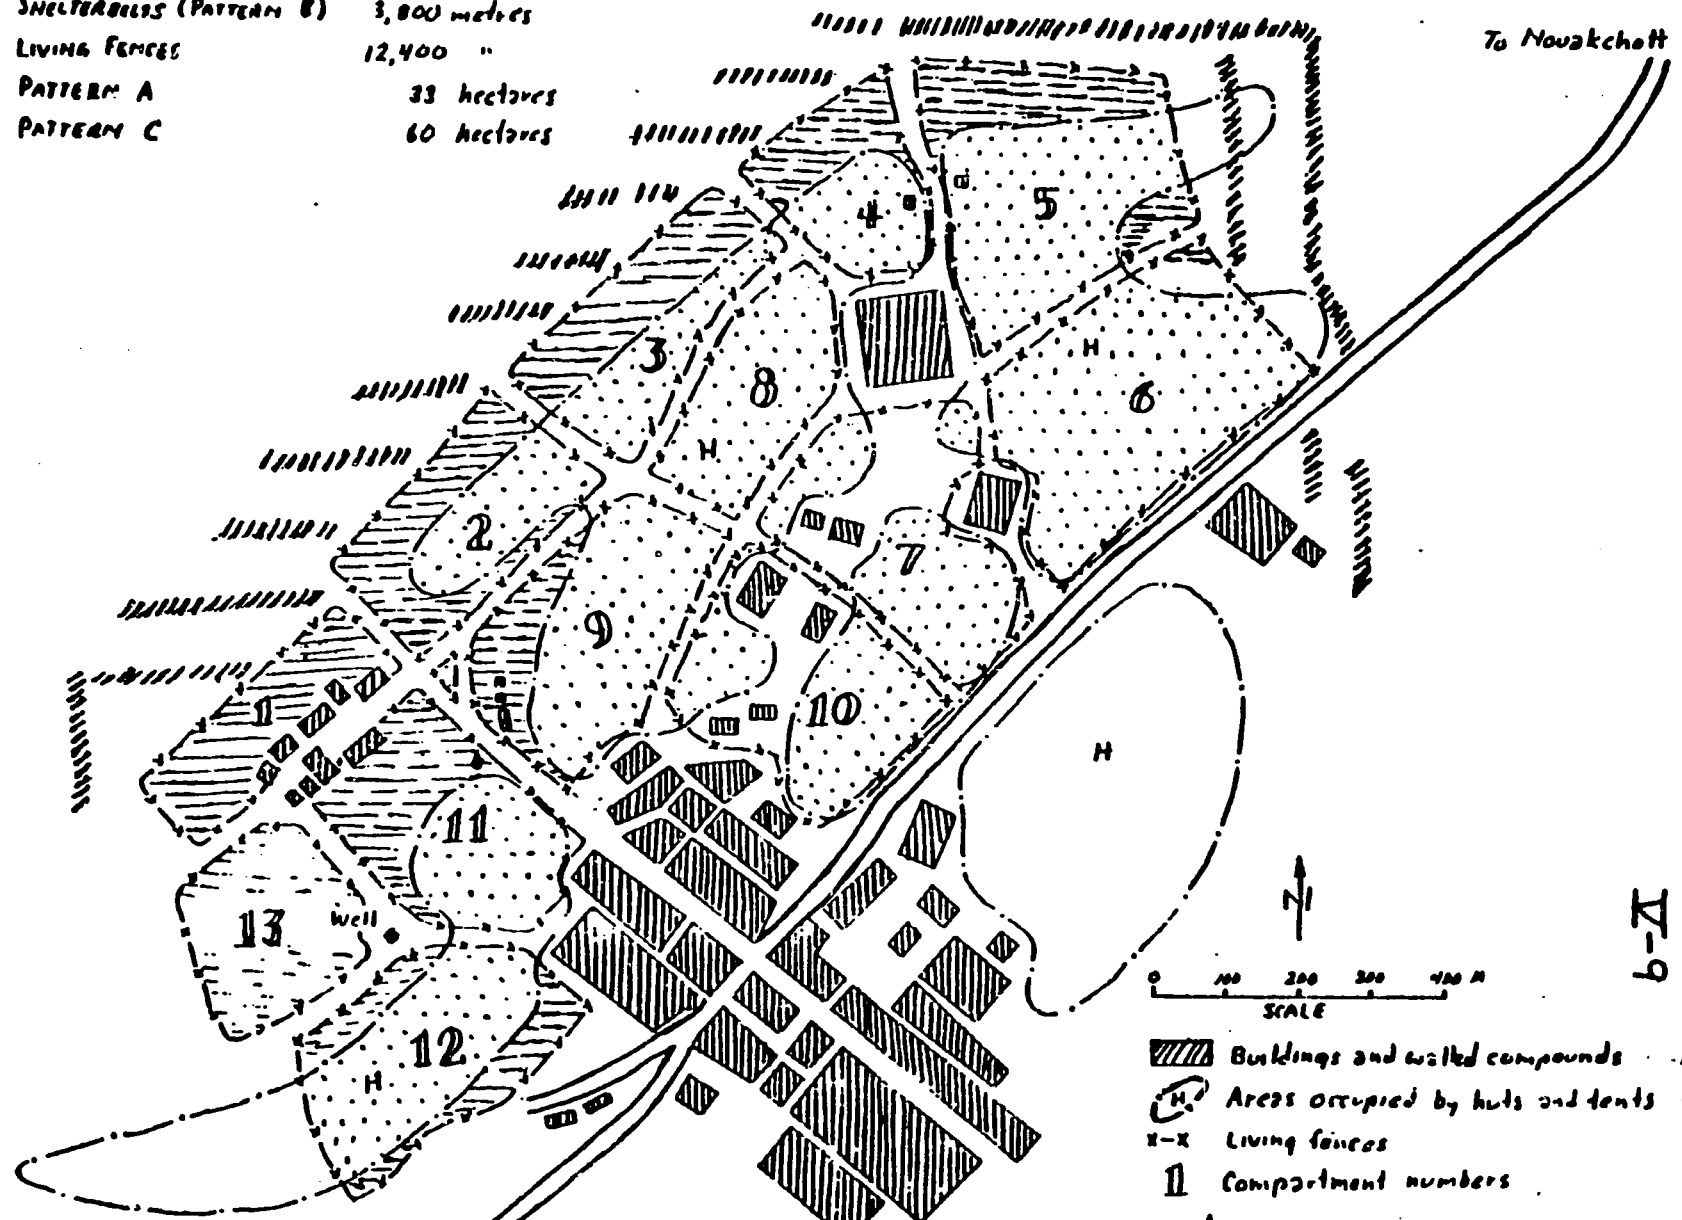 SHELTERBELTS (PATTERN B) 3,800 metres
LIVING FENCES 12,400 "
PATTERN A 33 hectares
PATTERN C 60 hectares
To Nouakchott
4
5
3
8
H
6
H
2
7
9
1
10
H
11
13
Well
12
H
N
0 100 200 300 400 M
SCALE
Buildings and walled compounds
H Areas occupied by huts and tents
x-x Living fences
1 Compartment numbers